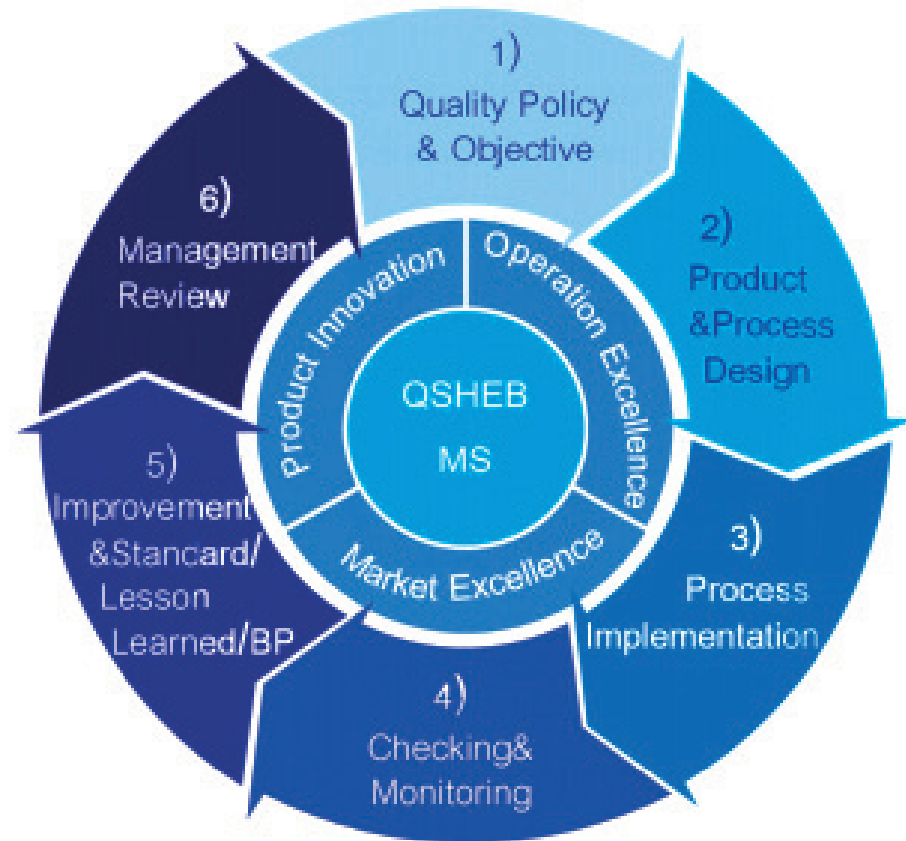 1)
Quality Policy
& Objective
2)
Product
&Process
Design
3)
Process
Implementation
4)
Checking&
Monitoring
5)
Improvement
&Stancard/
Lesson
Learned/BP
6)
Management
Review
Product Innovation
Operation Excellence
Market Excellence
QSHEB
MS